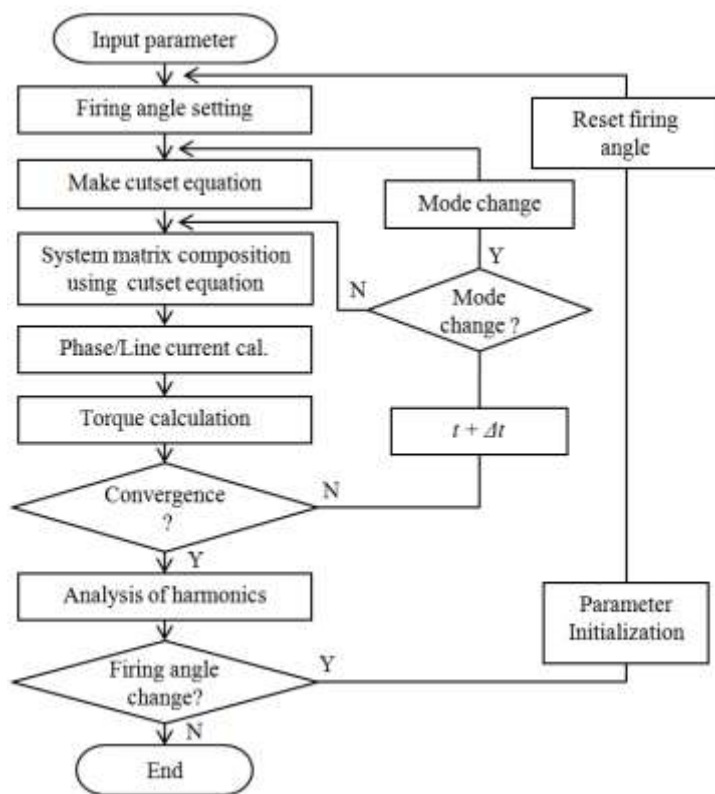 Input parameter
Firing angle setting
Reset firing
angle
Make cutset equation
Mode change
System matrix composition
using cutset equation
Y
N
Mode
change ?
Phase/Line current cal.
Torque calculation
t + Δt
Convergence
?
N
Y
Analysis of harmonics
Parameter
Initialization
Firing angle
change?
Y
N
End